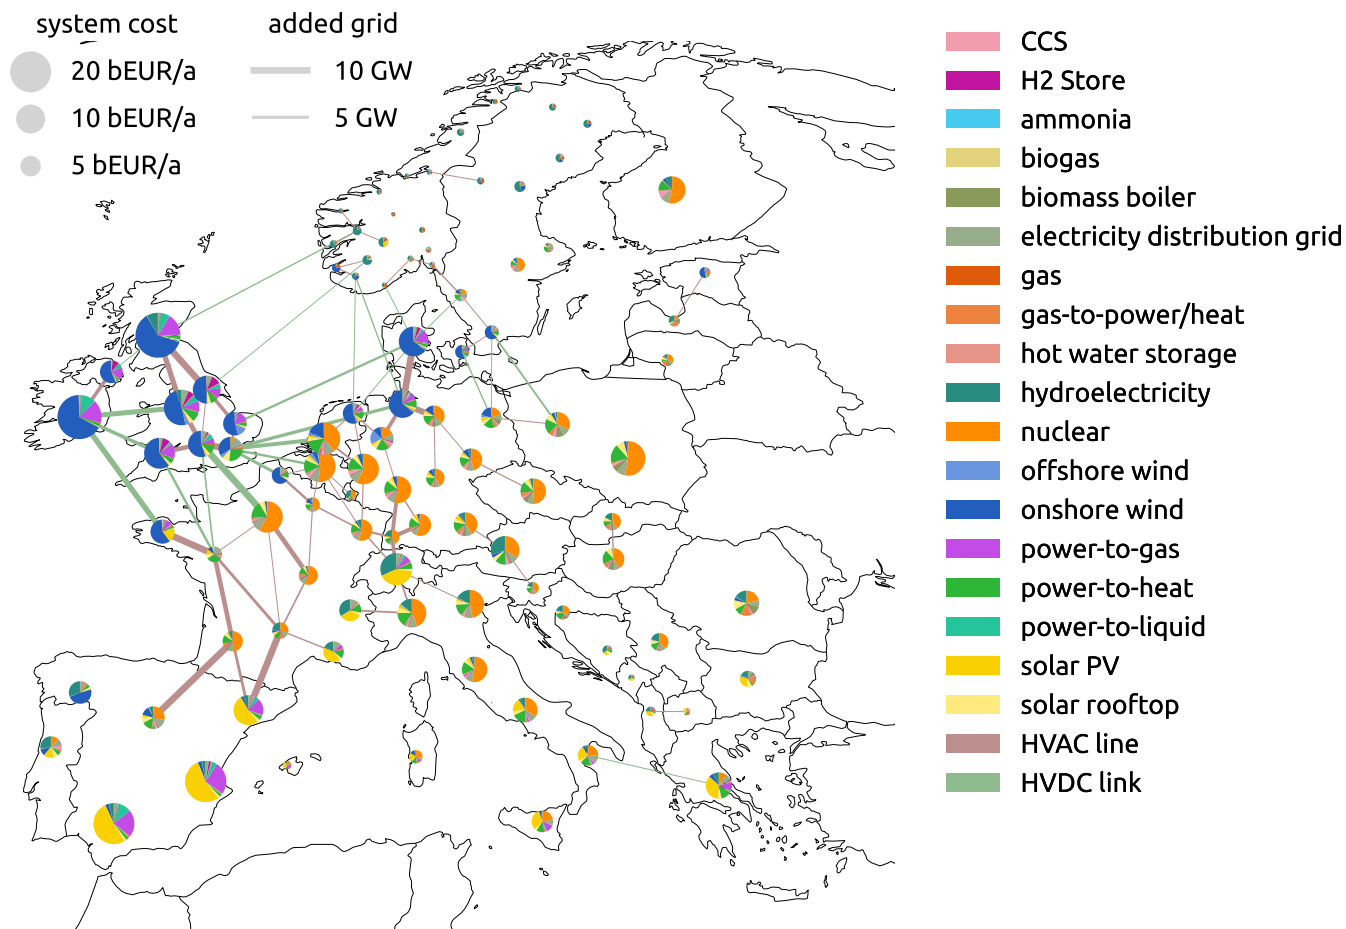 system cost
20 bEUR/a
10 bEUR/a
5 bEUR/a
added grid
10 GW
5 GW
CCS
H2 Store
ammonia
biogas
biomass boiler
electricity distribution grid
gas
gas-to-power/heat
hot water storage
hydroelectricity
nuclear
offshore wind
onshore wind
power-to-gas
power-to-heat
power-to-liquid
solar PV
solar rooftop
HVAC line
HVDC link